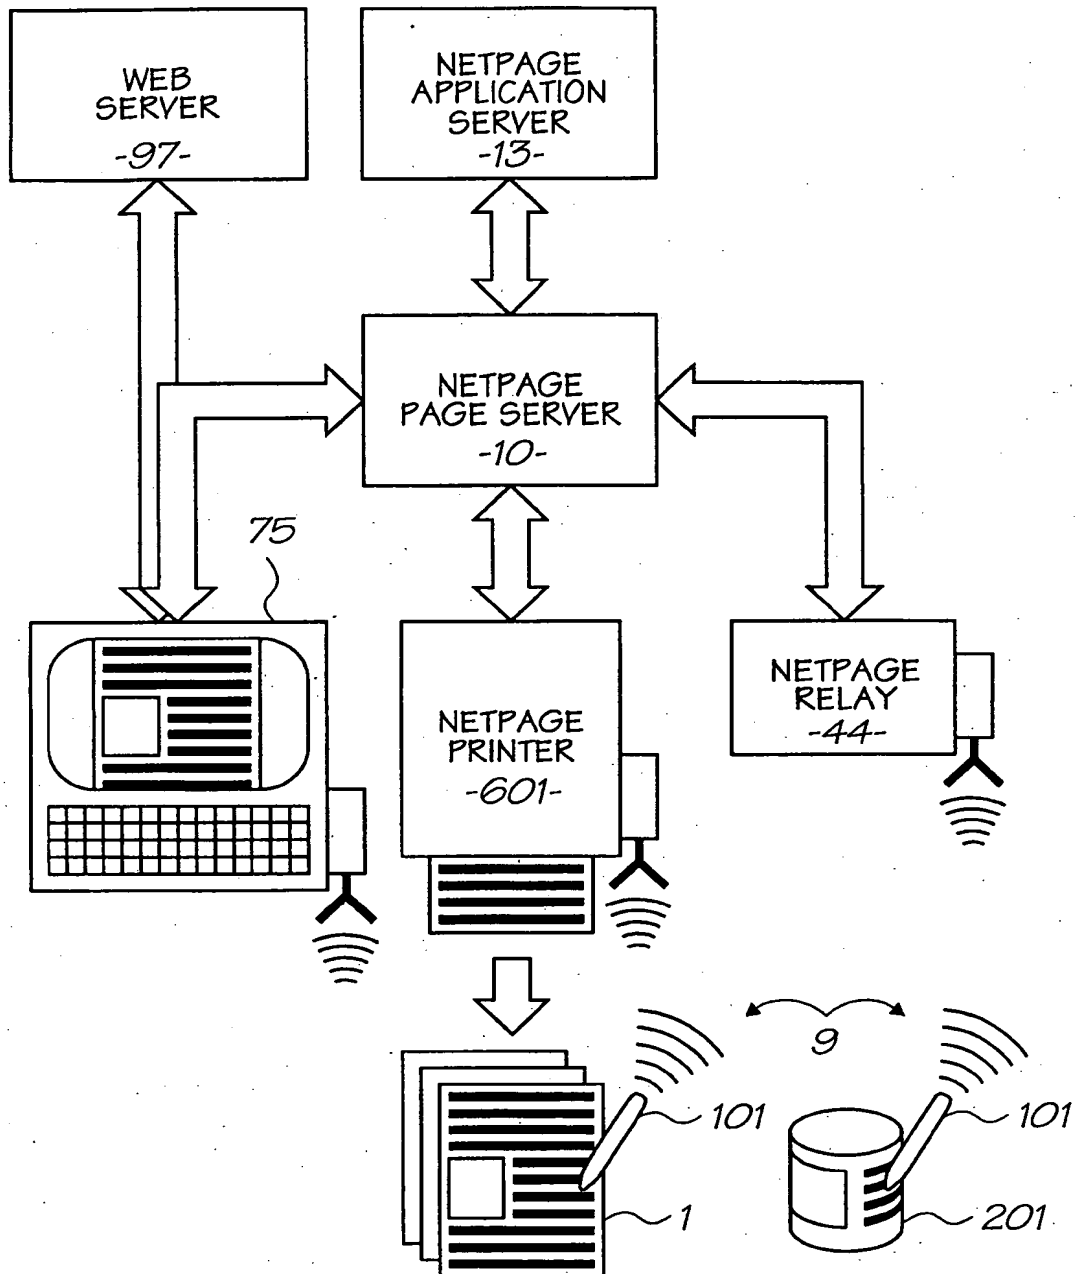 WEB
SERVER
-97-
NETPAGE
APPLICATION
SERVER
-13-
NETPAGE
PAGE SERVER
-10-
75
NETPAGE
PRINTER
-601-
NETPAGE
RELAY
-44-
9
101
101
1
201